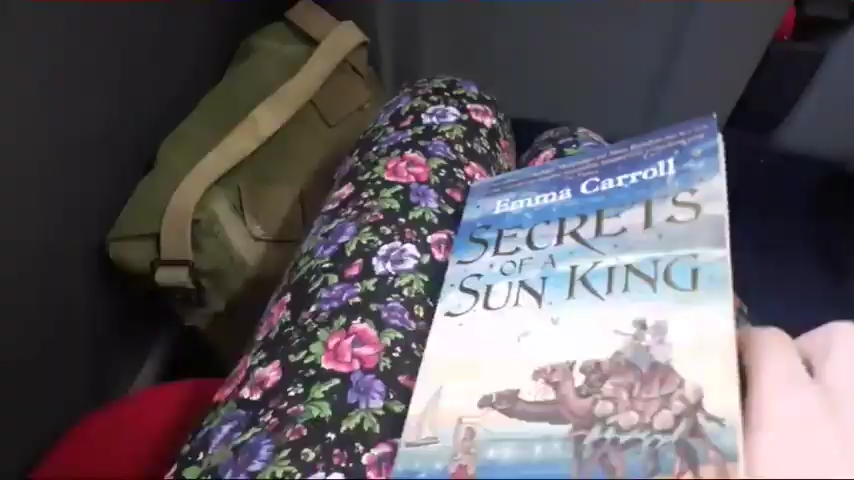 Emma Carroll
SECRETS
OF A
SUN KING